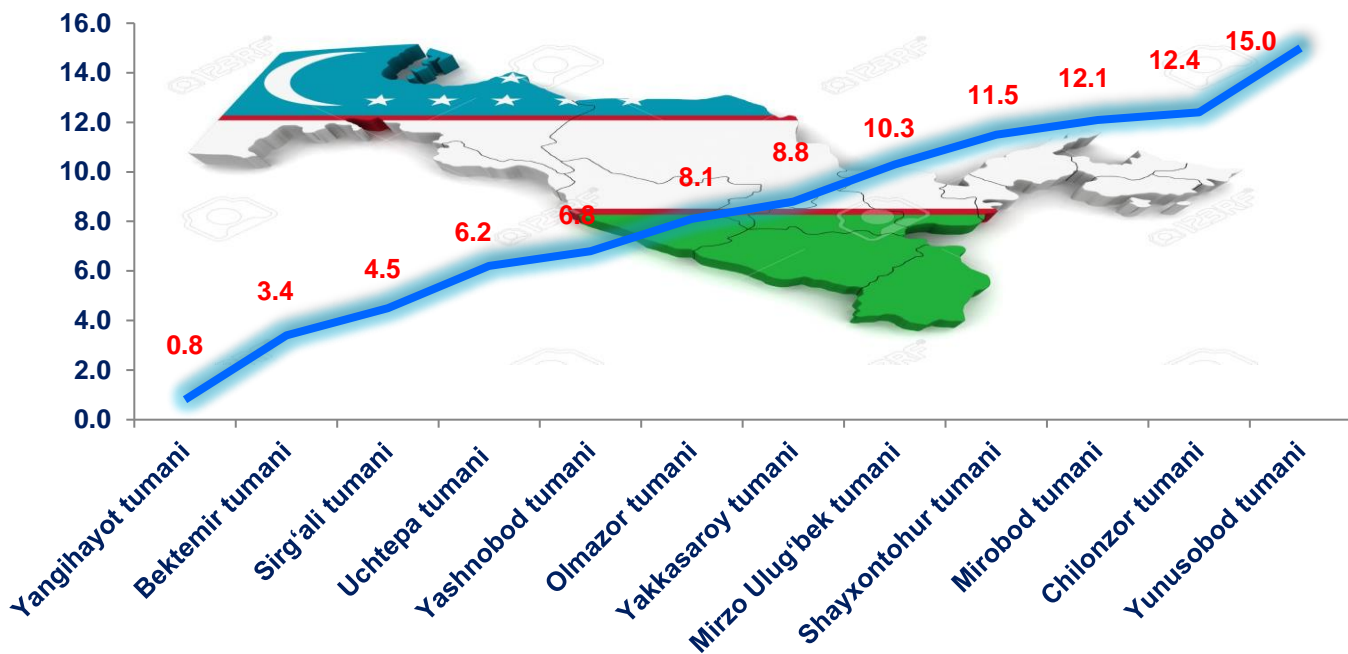 16.0
14.0
12.0
10.0
8.0
6.0
4.0
2.0
0.0
0.8
3.4
4.5
6.2
6.8
8.1
8.8
10.3
11.5
12.1
12.4
15.0
Yangihayot tumani
Bektemir tumani
Sirg‘ali tumani
Uchtepa tumani
Yashnobod tumani
Olmazor tumani
Yakkasaroy tumani
Mirzo Ulug‘bek tumani
Shayxontohur tumani
Mirobod tumani
Chilonzor tumani
Yunusobod tumani